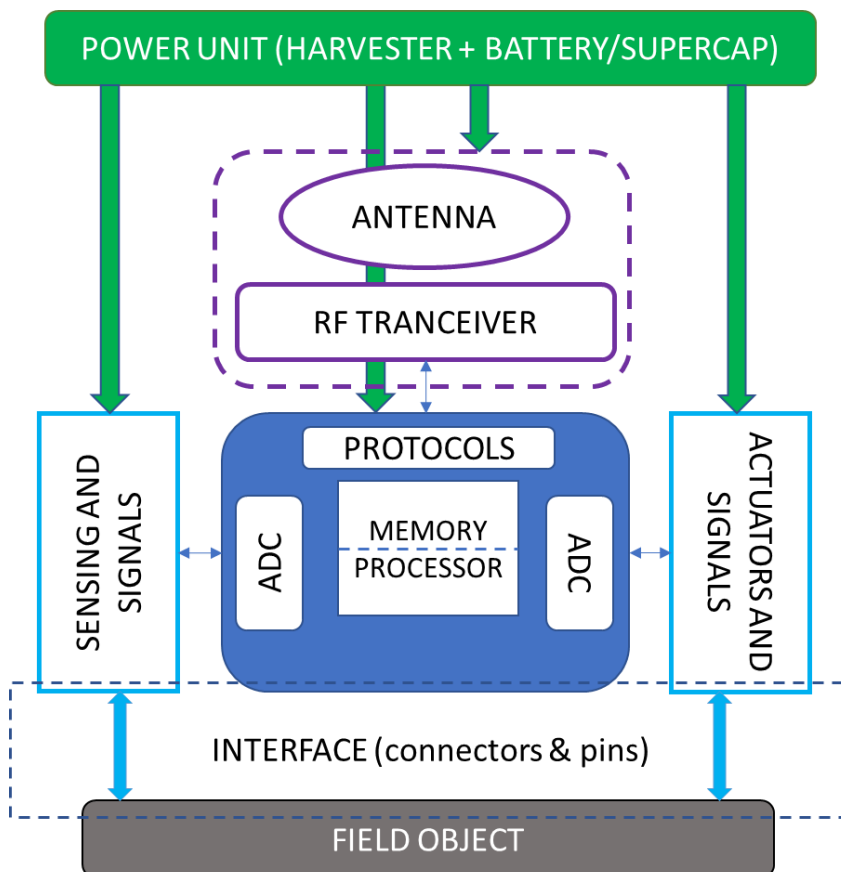 POWER UNIT (HARVESTER + BATTERY/SUPERCAP)
ANTENNA
RF TRANCEIVER
SENSING AND
SIGNALS
PROTOCOLS
ADC
MEMORY
PROCESSOR
ADC
ACTUATORS AND
SIGNALS
INTERFACE (connectors & pins)
FIELD OBJECT